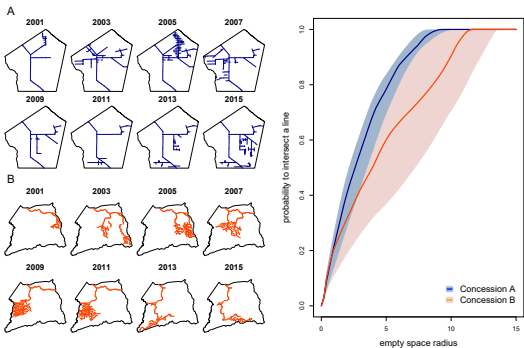 A
2001 2003 2005 2007
2009 2011 2013 2015
B
2001 2003 2005 2007
2009 2011 2013 2015
probability to intersect a line
1.0
0.8
0.6
0.4
0.2
0.0
Concession A
Concession B
0 5 10 15
empty space radius